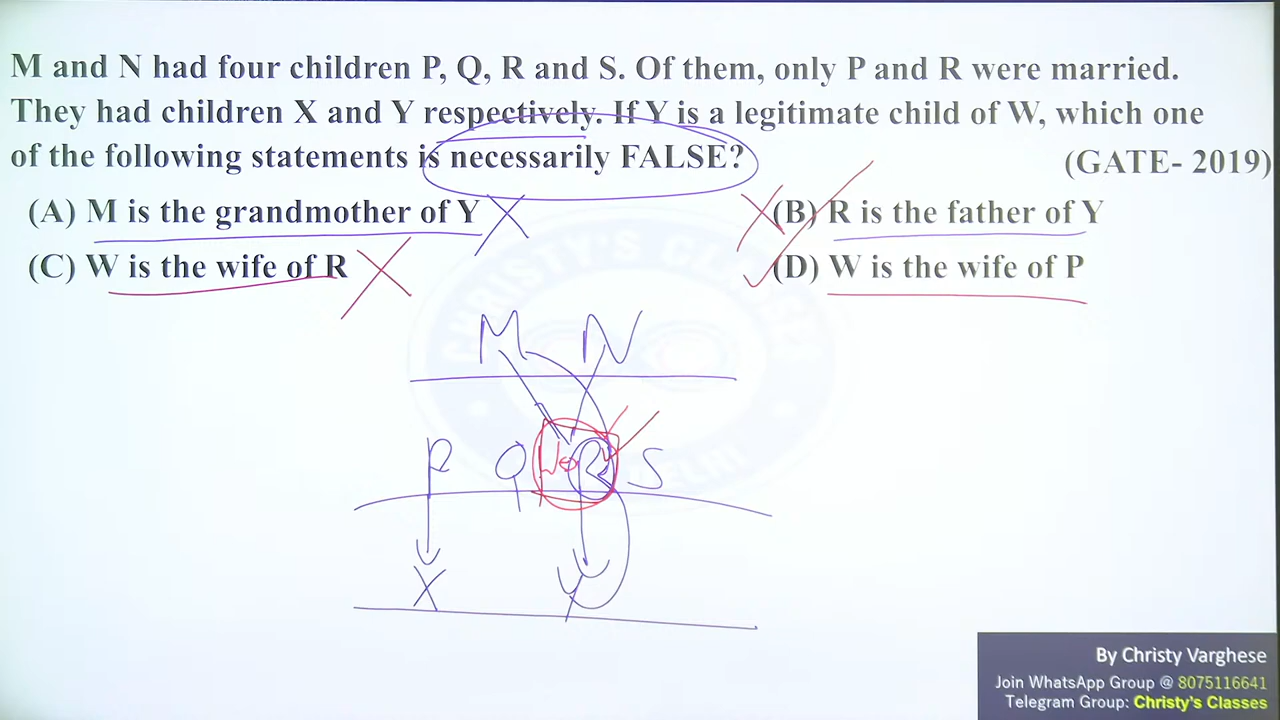 M and N had four children P, Q, R and S. Of them, only P and R were married.
They had children X and Y respectively. If Y is a legitimate child of W, which one
of the following statements is necessarily FALSE?
(GATE- 2019)
(A) M is the grandmother of Y
(B) R is the father of Y
(C) W is the wife of R
(D) W is the wife of P
CHRISTY'S CLASSES
M N
P Q W R S
X Y
By Christy Varghese
Join WhatsApp Group @ 8075116641
Telegram Group: Christy's Classes